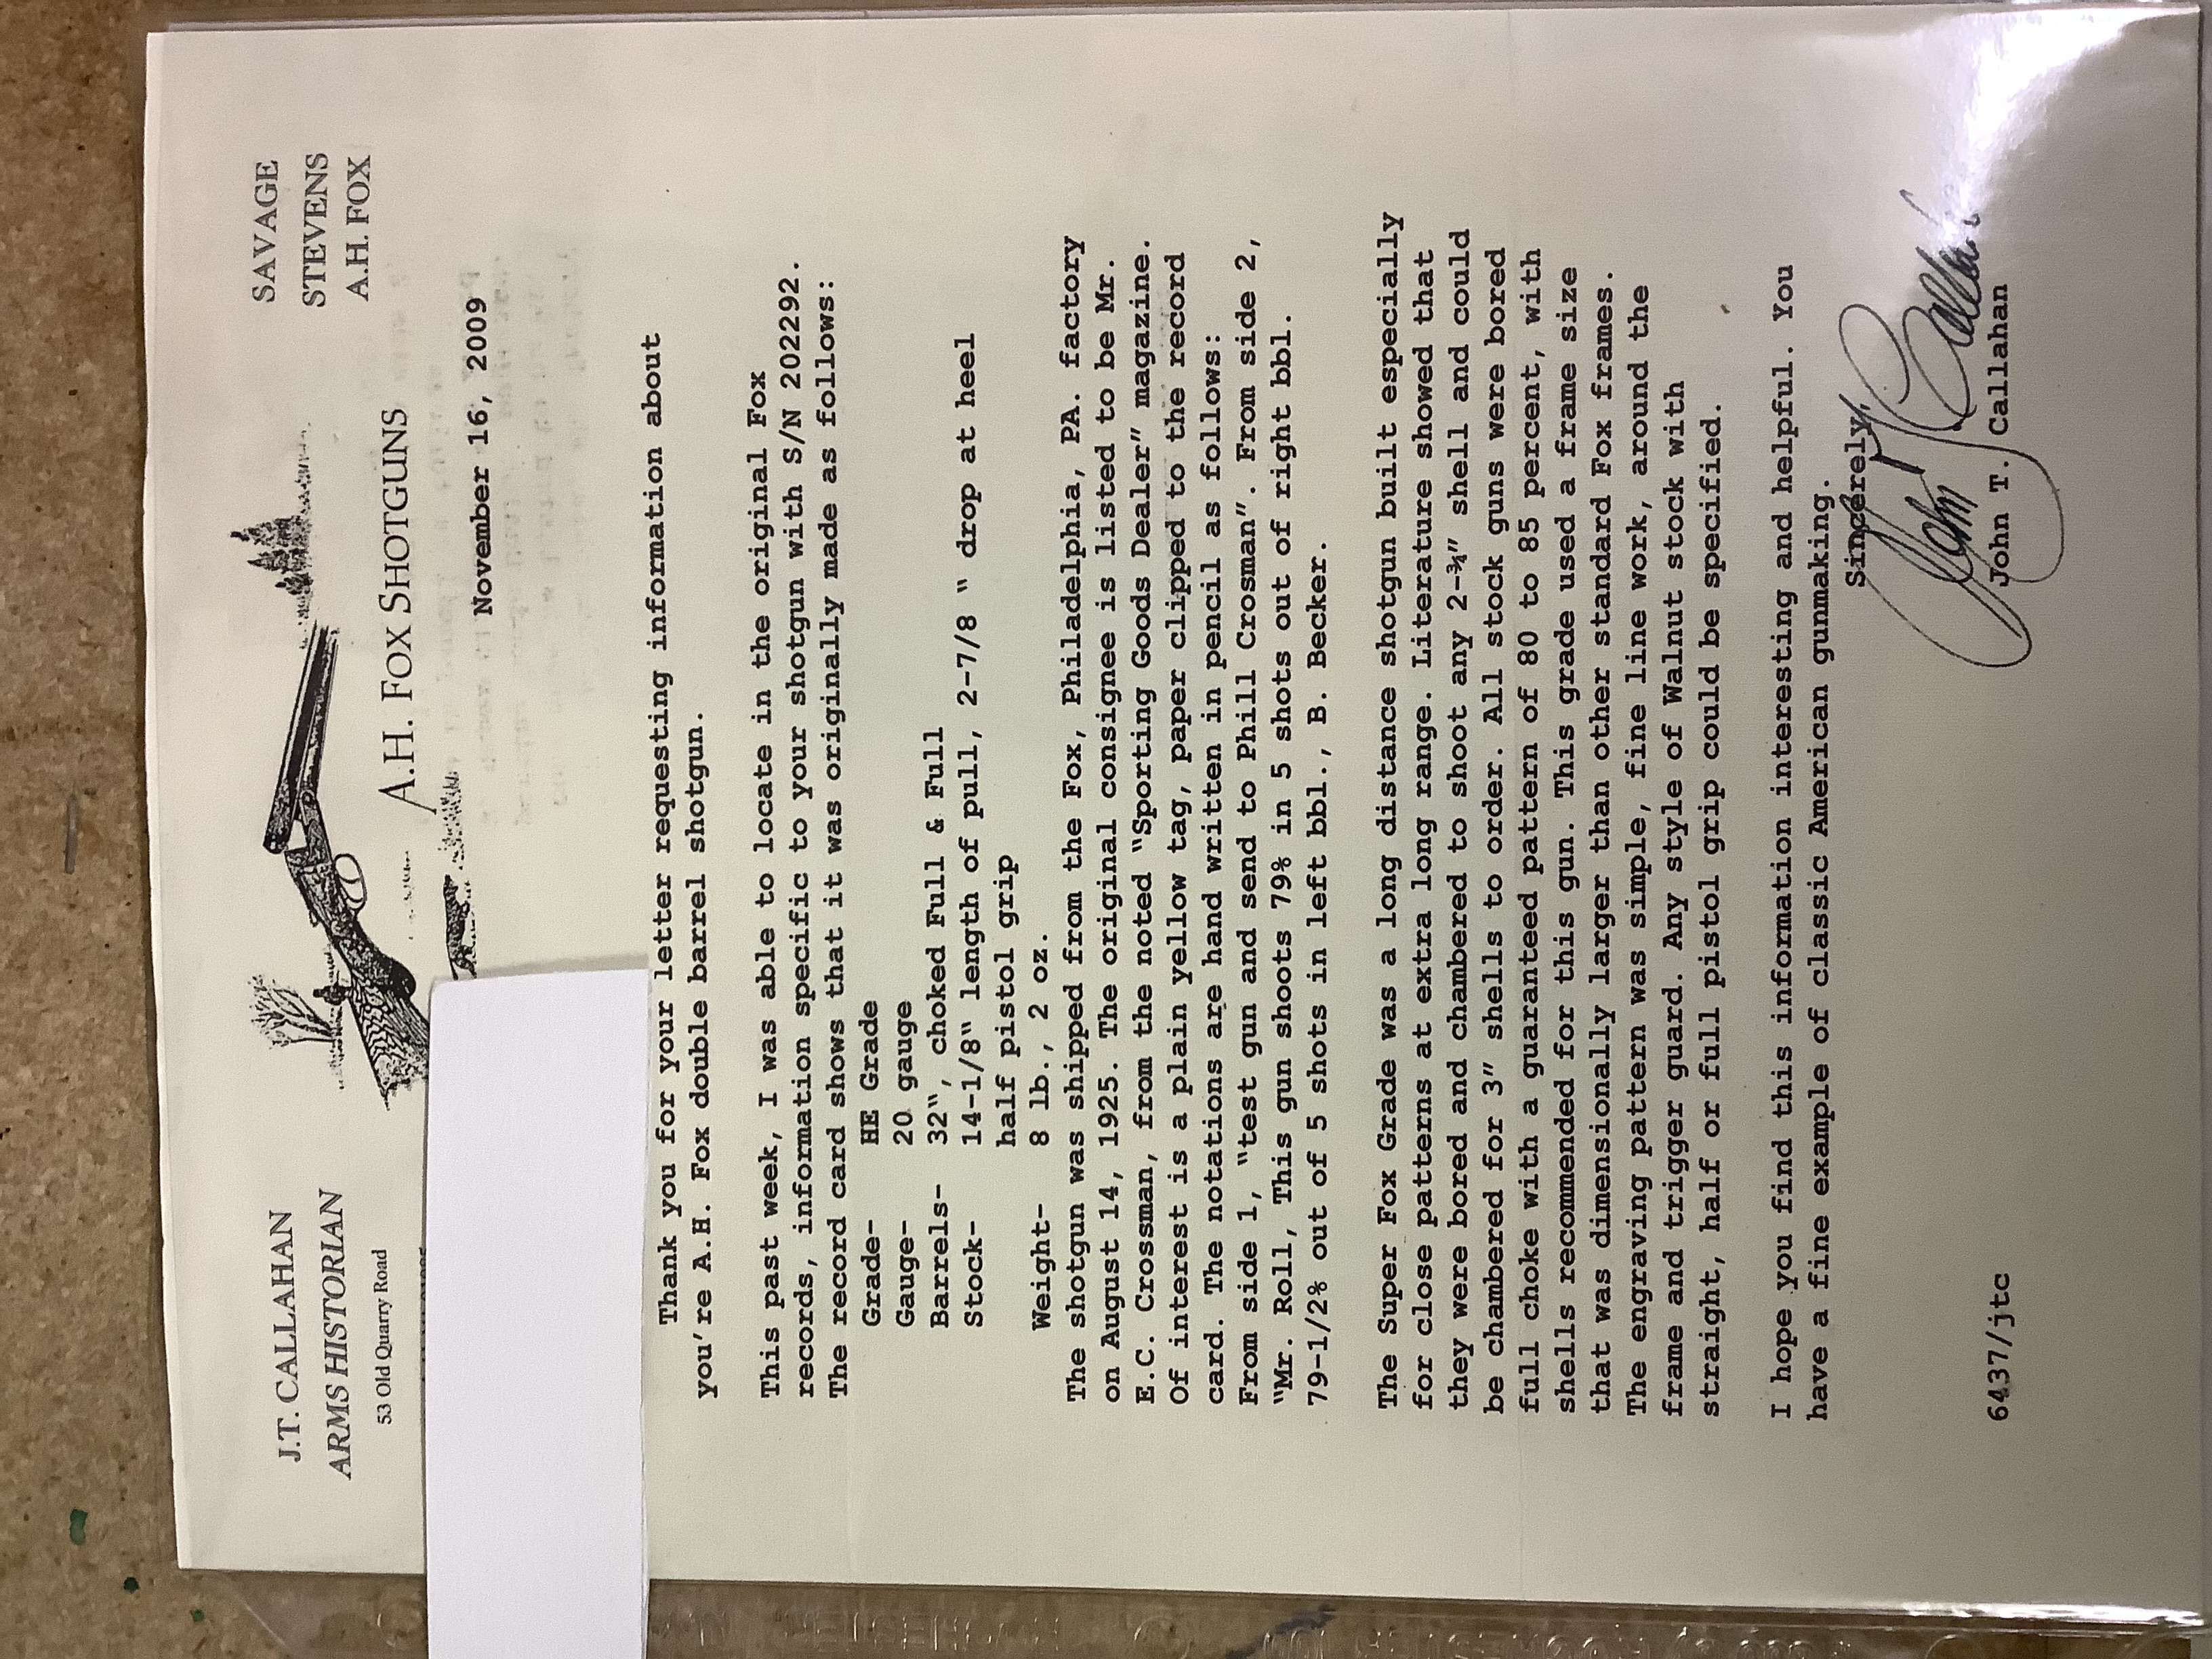 J.T. CALLAHAN
ARMS HISTORIAN
53 Old Quarry Road
A.H. FOX SHOTGUNS
SAVAGE
STEVENS
A.H. FOX
November 16, 2009
Thank you for your letter requesting information about
you're A.H. Fox double barrel shotgun.
This past week, I was able to locate in the original Fox
records, information specific to your shotgun with S/N 202292.
The record card shows that it was originally made as follows:
Grade- HE Grade
Gauge- 20 gauge
Barrels- 32", choked Full & Full
Stock- 14-1/8" length of pull, 2-7/8 " drop at heel
half pistol grip
Weight- 8 lb., 2 oz.
The shotgun was shipped from the Fox, Philadelphia, PA. factory
on August 14, 1925. The original consignee is listed to be Mr.
E.C. Crossman, from the noted "Sporting Goods Dealer" magazine.
Of interest is a plain yellow tag, paper clipped to the record
card. The notations are hand written in pencil as follows:
From side 1, "test gun and send to Phill Crosman". From side 2,
"Mr. Roll, This gun shoots 79% in 5 shots out of right bbl.
79-1/2% out of 5 shots in left bbl., B. Becker.
The Super Fox Grade was a long distance shotgun built especially
for close patterns at extra long range. Literature showed that
they were bored and chambered to shoot any 2-¾" shell and could
be chambered for 3" shells to order. All stock guns were bored
full choke with a guaranteed pattern of 80 to 85 percent, with
shells recommended for this gun. This grade used a frame size
that was dimensionally larger than other standard Fox frames.
The engraving pattern was simple, fine line work, around the
frame and trigger guard. Any style of Walnut stock with
straight, half or full pistol grip could be specified.
I hope you find this information interesting and helpful. You
have a fine example of classic American gunmaking.
Sincerely,
John T. Callahan
John T. Callahan
6437/jtc